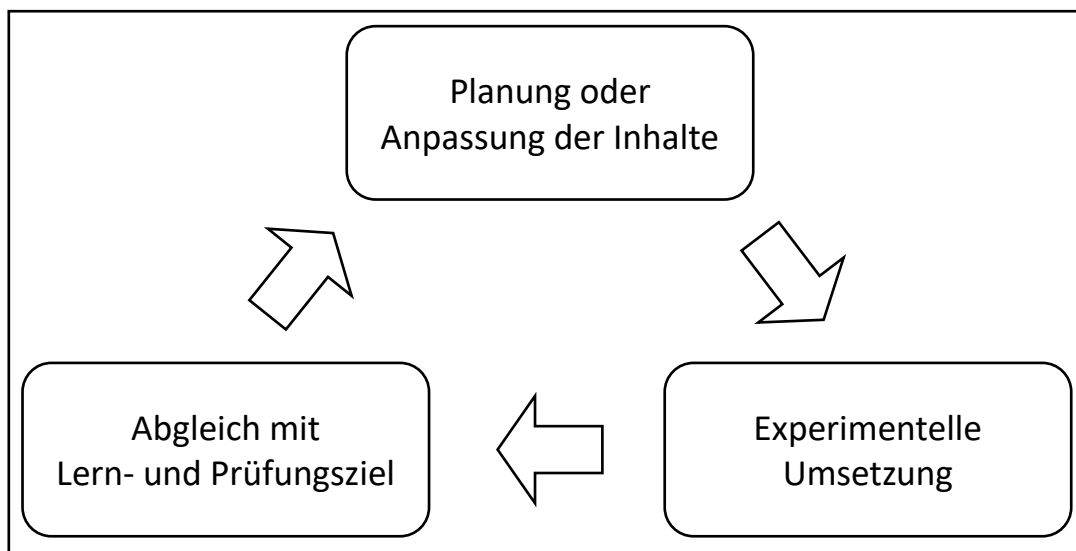 Planung oder
Anpassung der Inhalte
Abgleich mit
Lern- und Prüfungsziel
Experimentelle
Umsetzung